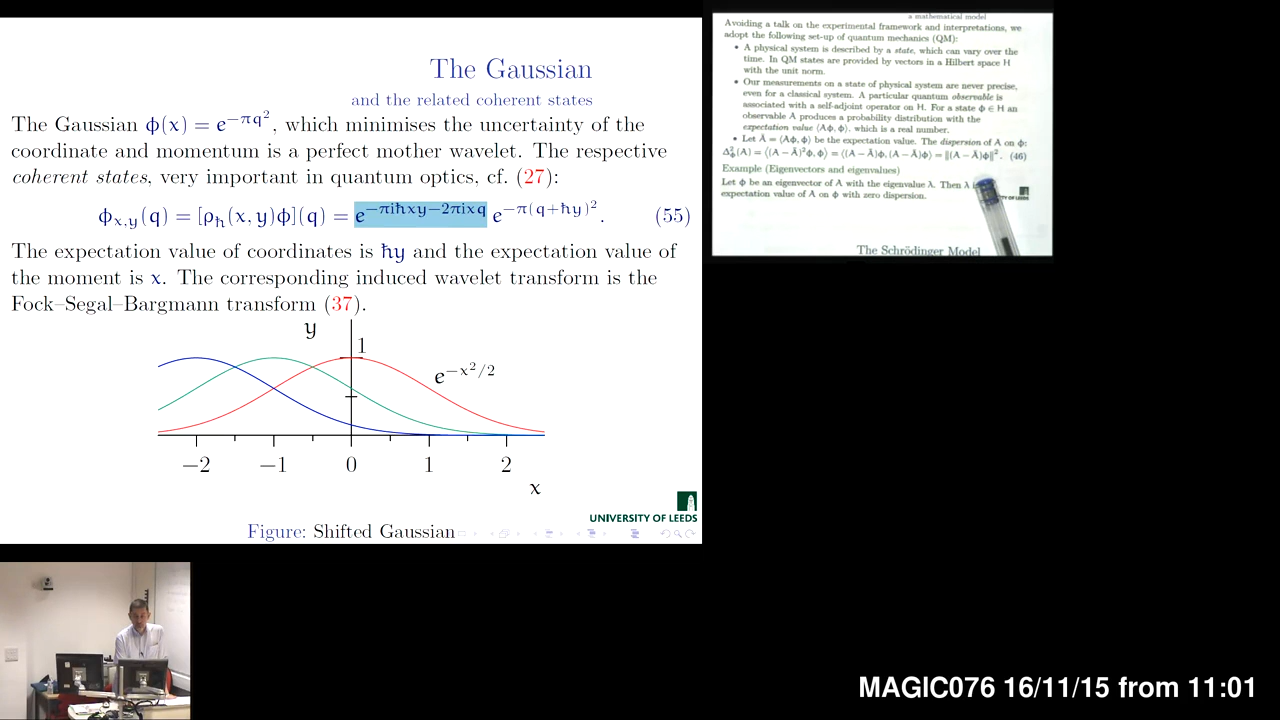 The Gaussian
and the related coherent states
The Gaussian ϕ(x) = e^{−πq²}, which minimises the uncertainty of the
coordinate and momentum is a perfect mother wavelet. The respective
coherent states, very important in quantum optics, cf. (27):
ϕ_{x,y}(q) = [ρ_ħ(x,y)ϕ](q) = e^{−πiħxy−2πixq} e^{−π(q+ħy)²}. (55)
The expectation value of coordinates is ħy and the expectation value of
the moment is x. The corresponding induced wavelet transform is the
Fock–Segal–Bargmann transform (37).
y
1
e^{−x²/2}
−2 −1 0 1 2
x
UNIVERSITY OF LEEDS
Figure: Shifted Gaussian
a mathematical model
Avoiding a talk on the experimental framework and interpretations, we
adopt the following set-up of quantum mechanics (QM):
• A physical system is described by a state, which can vary over the
time. In QM states are provided by vectors in a Hilbert space H
with the unit norm.
• Our measurements on a state of physical system are never precise,
even for a classical system. A particular quantum observable is
associated with a self-adjoint operator on H. For a state ϕ ∈ H an
observable A produces a probability distribution with the
expectation value ⟨Aϕ, ϕ⟩, which is a real number.
• Let Ā = ⟨Aϕ, ϕ⟩ be the expectation value. The dispersion of A on ϕ:
Δ²_ϕ(A) = ⟨(A − Ā)²ϕ, ϕ⟩ = ⟨(A − Ā)ϕ, (A − Ā)ϕ⟩ = ‖(A − Ā)ϕ‖². (46)
Example (Eigenvectors and eigenvalues)
Let ϕ be an eigenvector of A with the eigenvalue λ. Then λ is
expectation value of A on ϕ with zero dispersion.
The Schrödinger Model
MAGIC076 16/11/15 from 11:01